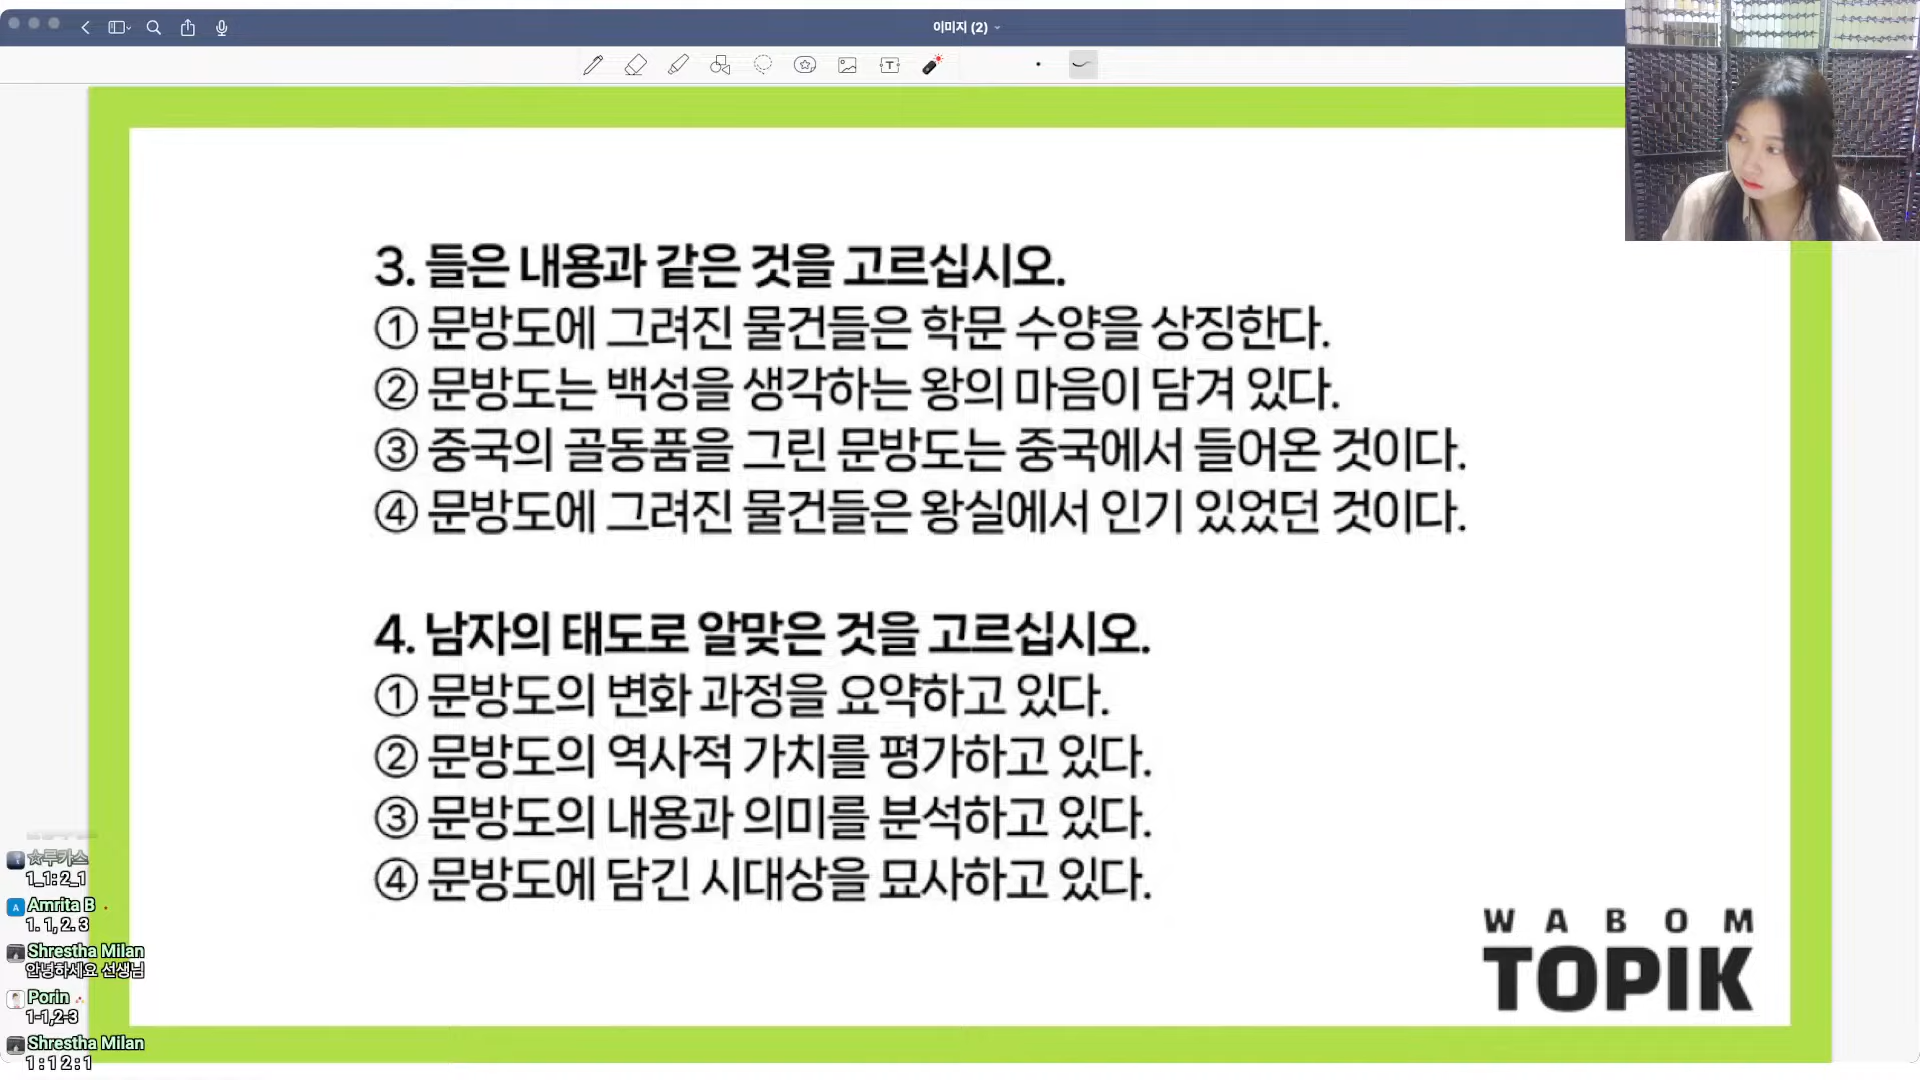 이미지 (2)
3. 들은 내용과 같은 것을 고르십시오.
① 문방도에 그려진 물건들은 학문 수양을 상징한다.
② 문방도는 백성을 생각하는 왕의 마음이 담겨 있다.
③ 중국의 골동품을 그린 문방도는 중국에서 들어온 것이다.
④ 문방도에 그려진 물건들은 왕실에서 인기 있었던 것이다.
4. 남자의 태도로 알맞은 것을 고르십시오.
① 문방도의 변화 과정을 요약하고 있다.
② 문방도의 역사적 가치를 평가하고 있다.
③ 문방도의 내용과 의미를 분석하고 있다.
④ 문방도에 담긴 시대상을 묘사하고 있다.
WABOM
TOPIK
☆루카스
1_1: 2_1
A Amrita B
1. 1, 2. 3
Shrestha Milan
안녕하세요 선생님
Porin
1-1,2-3
Shrestha Milan
1 : 1 2 : 1